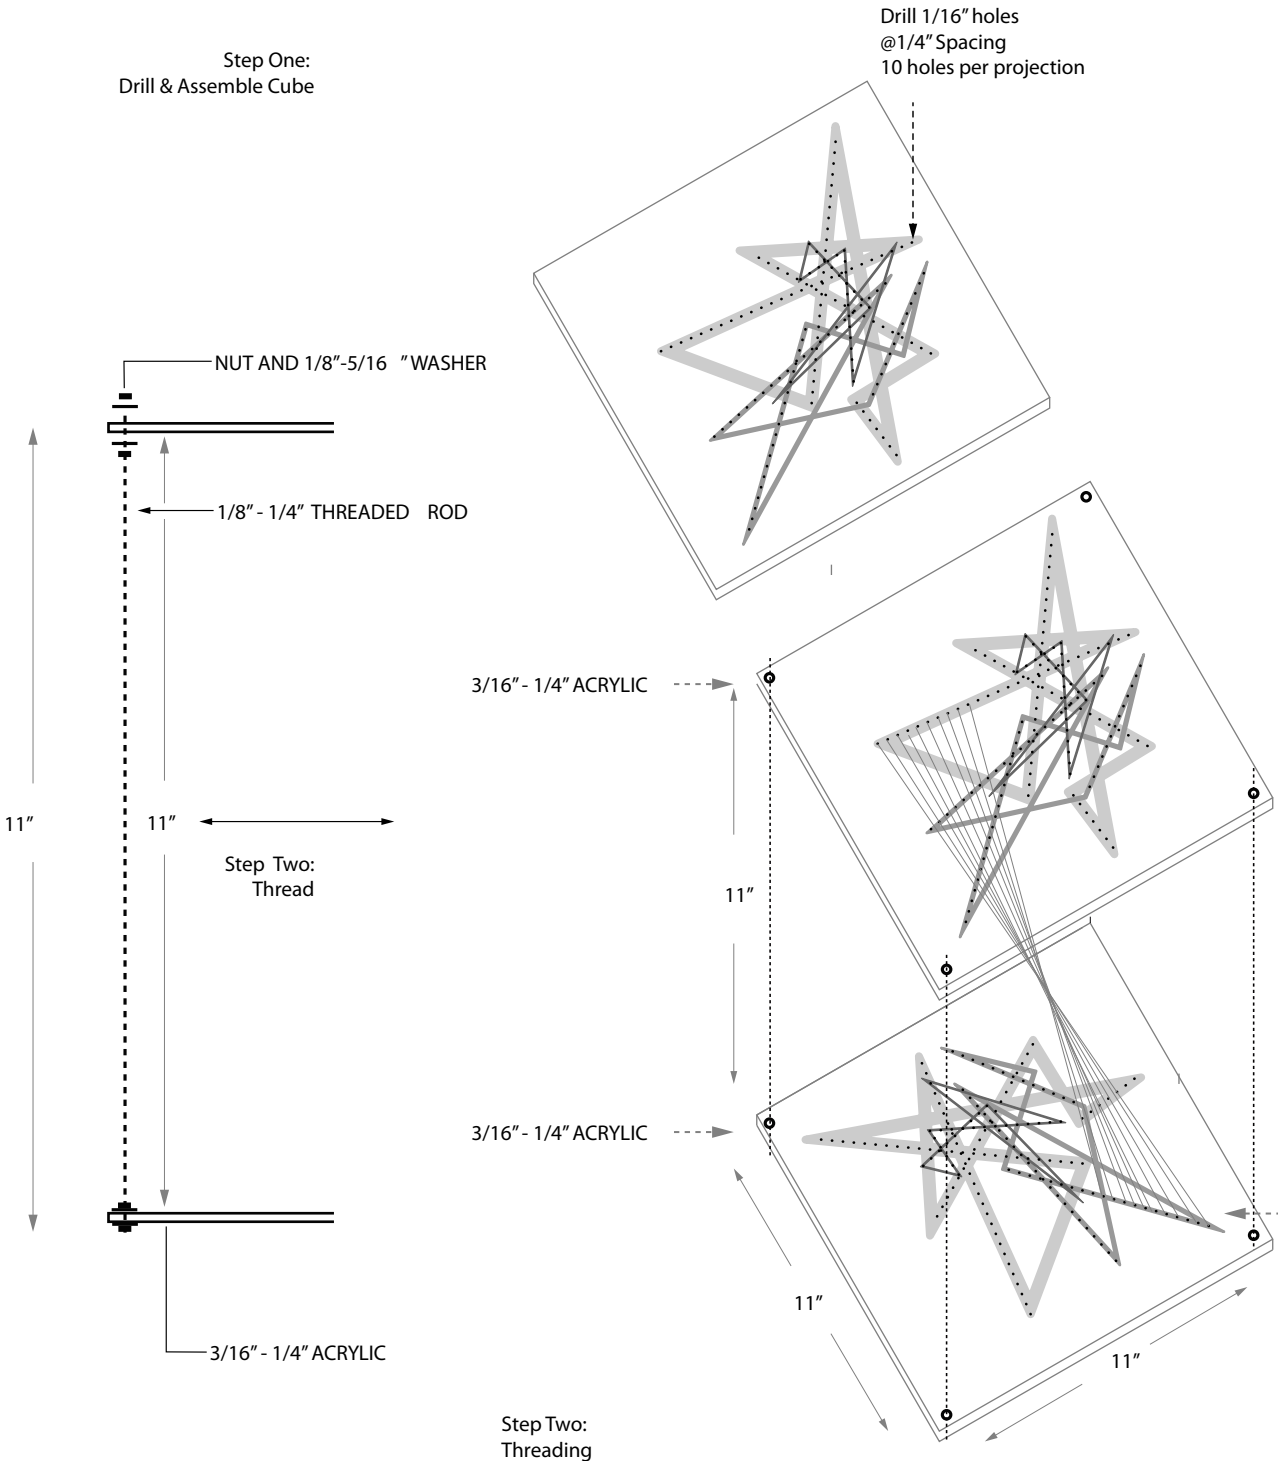 Drill 1/16” holes
@1/4” Spacing
10 holes per projection
Step One:
Drill & Assemble Cube
NUT AND 1/8”-5/16 ” WASHER
1/8” - 1/4” THREADED ROD
3/16” - 1/4” ACRYLIC
11”
11”
Step Two:
Thread
11”
3/16” - 1/4” ACRYLIC
11”
11”
3/16” - 1/4” ACRYLIC
Step Two:
Threading